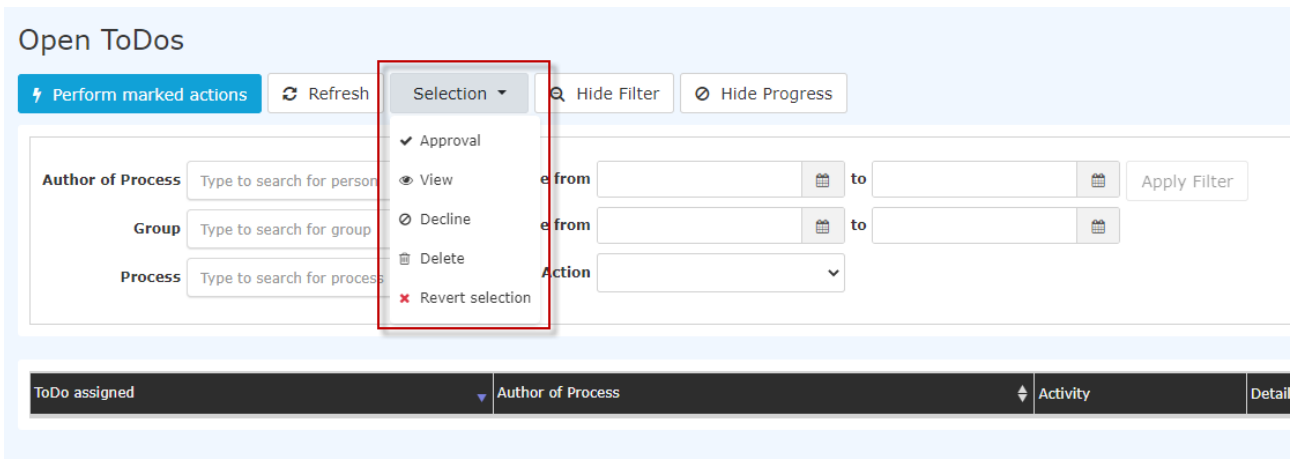 Open ToDos
Perform marked actions Refresh Selection Hide Filter Hide Progress
Approval
Author of Process Type to search for person View e from to Apply Filter
Group Type to search for group Decline e from to
Delete
Process Type to search for process Action
Revert selection
ToDo assigned Author of Process Activity Detail